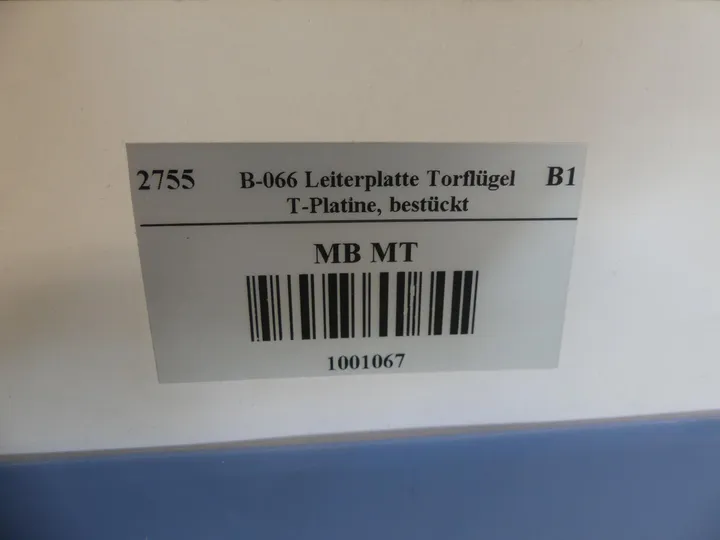 2755 B-066 Leiterplatte Torflügel B1
T-Platine, bestückt
MB MT
1001067